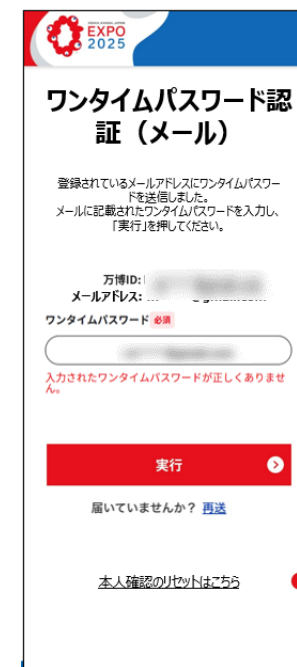 EXPO
2025
ワンタイムパスワード認
証（メール）
登録されているメールアドレスにワンタイムパスワー
ドを送信しました。
メールに記載されたワンタイムパスワードを入力し、
「実行」を押してください。
万博ID:
メールアドレス:
ワンタイムパスワード 必須
入力されたワンタイムパスワードが正しくありませ
ん。
実行
届いていませんか？ 再送
本人確認のリセットはこちら